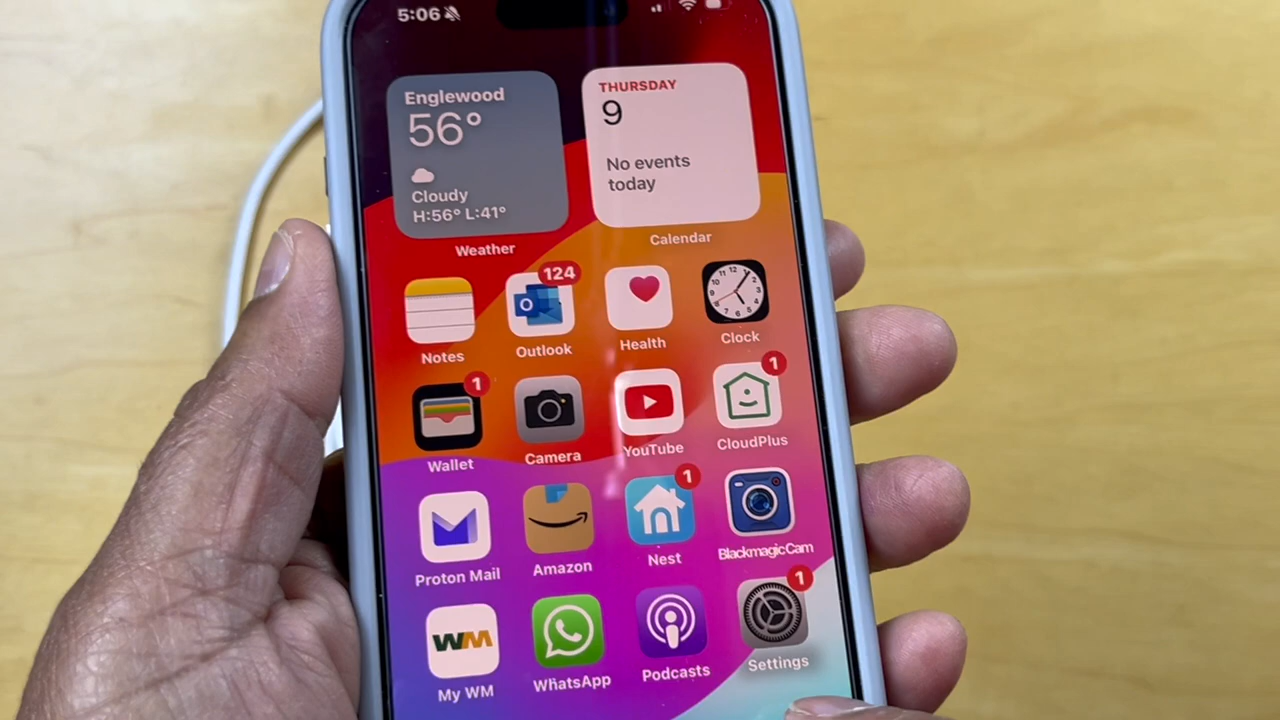 5:06
Englewood
56°
Cloudy
H:56° L:41°
Weather
THURSDAY
9
No events
today
Calendar
124
Notes
Outlook
Health
Clock
1
1
Wallet
Camera
YouTube
CloudPlus
1
Proton Mail
Amazon
Nest
BlackmagicCam
1
WM
My WM
WhatsApp
Podcasts
Settings